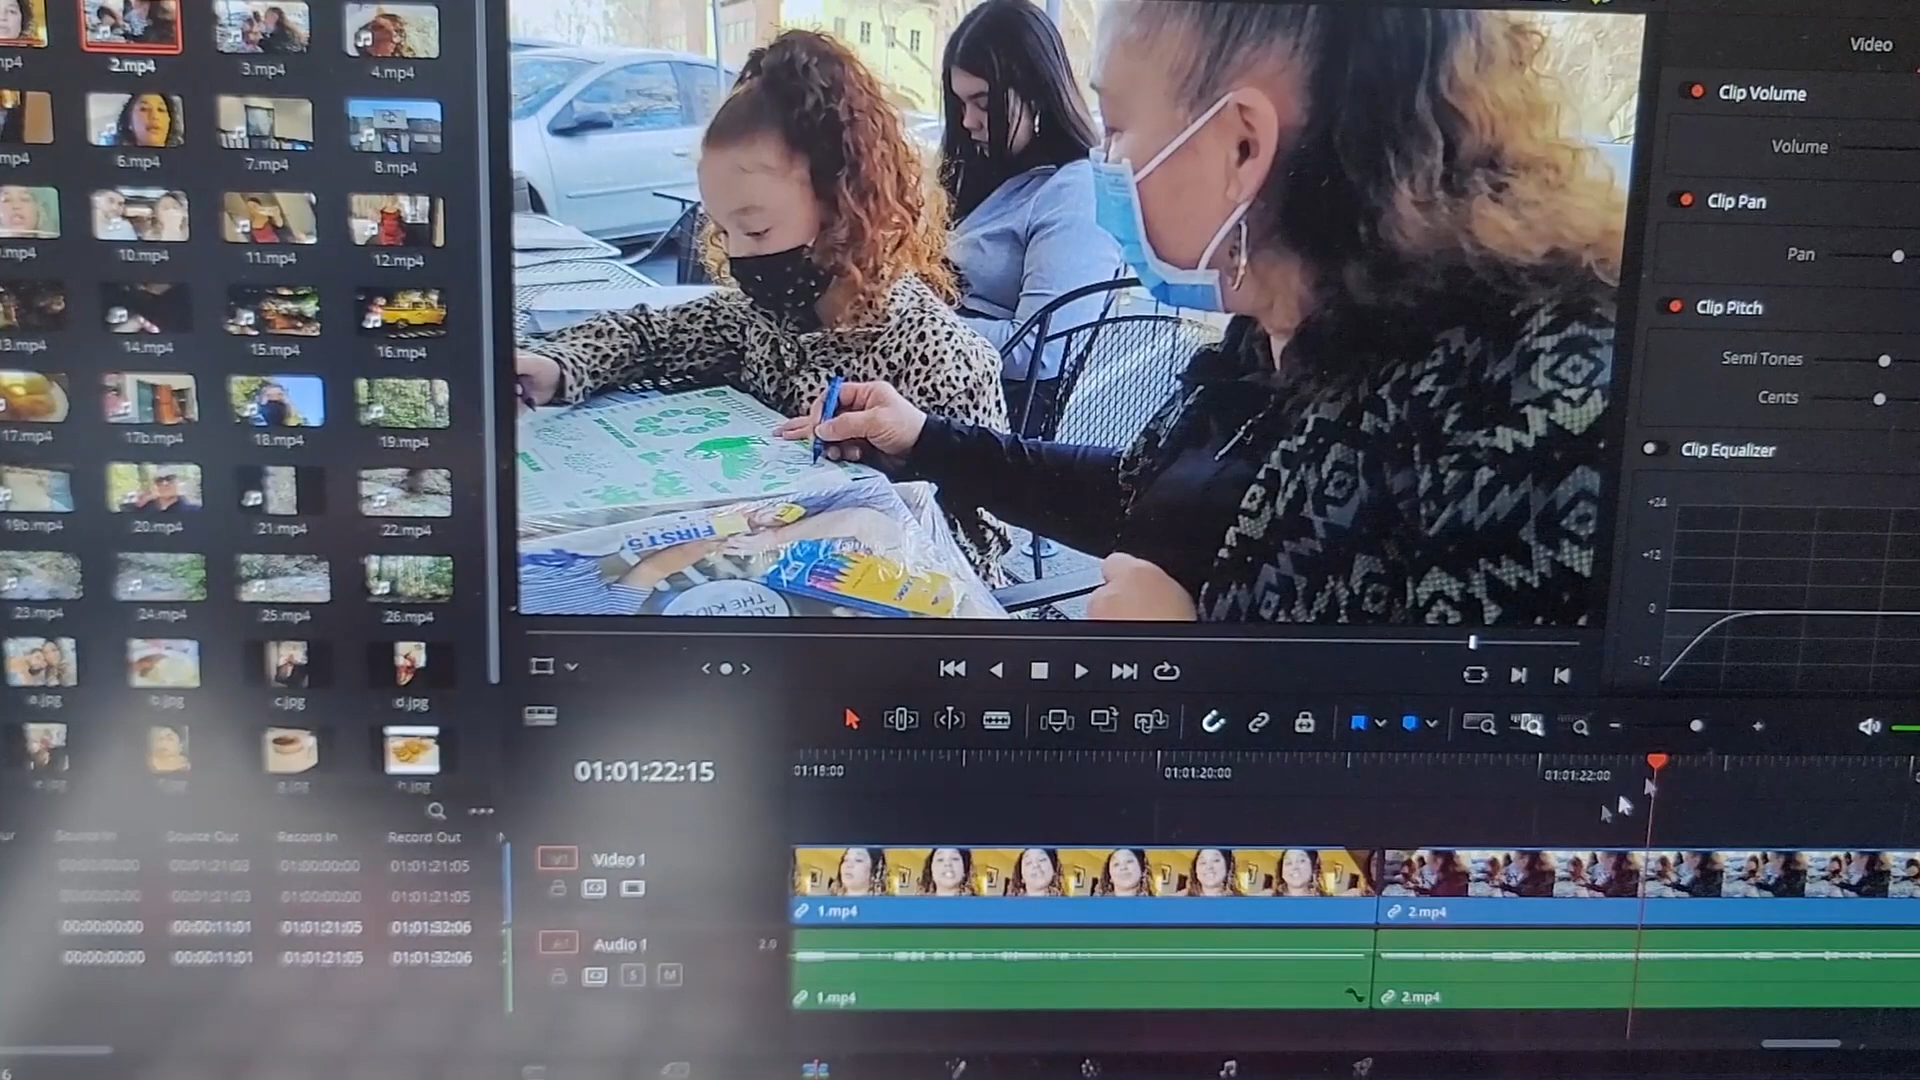 2.mp4
3.mp4
4.mp4
6.mp4
7.mp4
8.mp4
10.mp4
11.mp4
12.mp4
13.mp4
14.mp4
15.mp4
16.mp4
17.mp4
17b.mp4
18.mp4
19.mp4
19b.mp4
20.mp4
21.mp4
22.mp4
23.mp4
24.mp4
25.mp4
26.mp4
a.jpg
b.jpg
c.jpg
d.jpg
h.jpg
Source In Source Out Record In Record Out
00:00:00:00 00:01:21:03 01:00:00:00 01:01:21:05
00:00:00:00 00:01:21:03 01:00:00:00 01:01:21:05
00:00:00:00 00:00:11:01 01:01:21:05 01:01:32:06
00:00:00:00 00:00:11:01 01:01:21:05 01:01:32:06
FIRST 5
THE KIDS
Video
Clip Volume
Volume
Clip Pan
Pan
Clip Pitch
Semi Tones
Cents
Clip Equalizer
+24
+12
0
-12
01:01:22:15
01:18:00
01:01:20:00
01:01:22:00
V1 Video 1
1.mp4
2.mp4
A1 Audio 1 2.0
S M
1.mp4
2.mp4